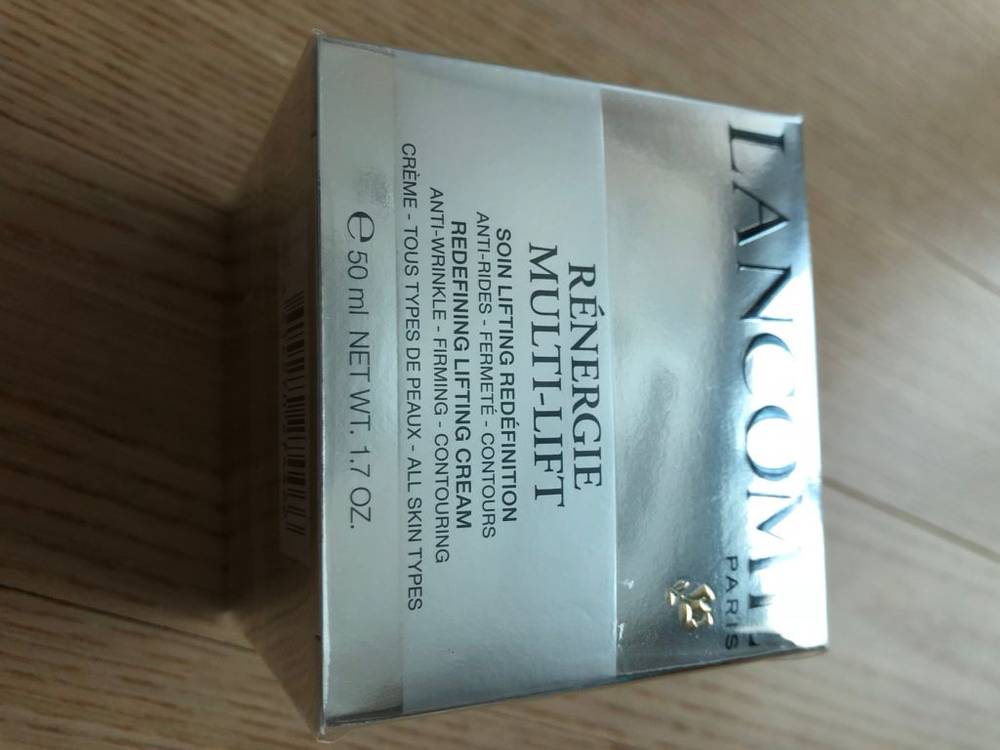 LANCOME
PARIS
RÉNERGIE
MULTI-LIFT
SOIN LIFTING REDÉFINITION
ANTI-RIDES - FERMETÉ - CONTOURS
REDEFINING LIFTING CREAM
ANTI-WRINKLE - FIRMING - CONTOURING
CRÈME - TOUS TYPES DE PEAUX - ALL SKIN TYPES
e 50 ml NET WT. 1.7 OZ.